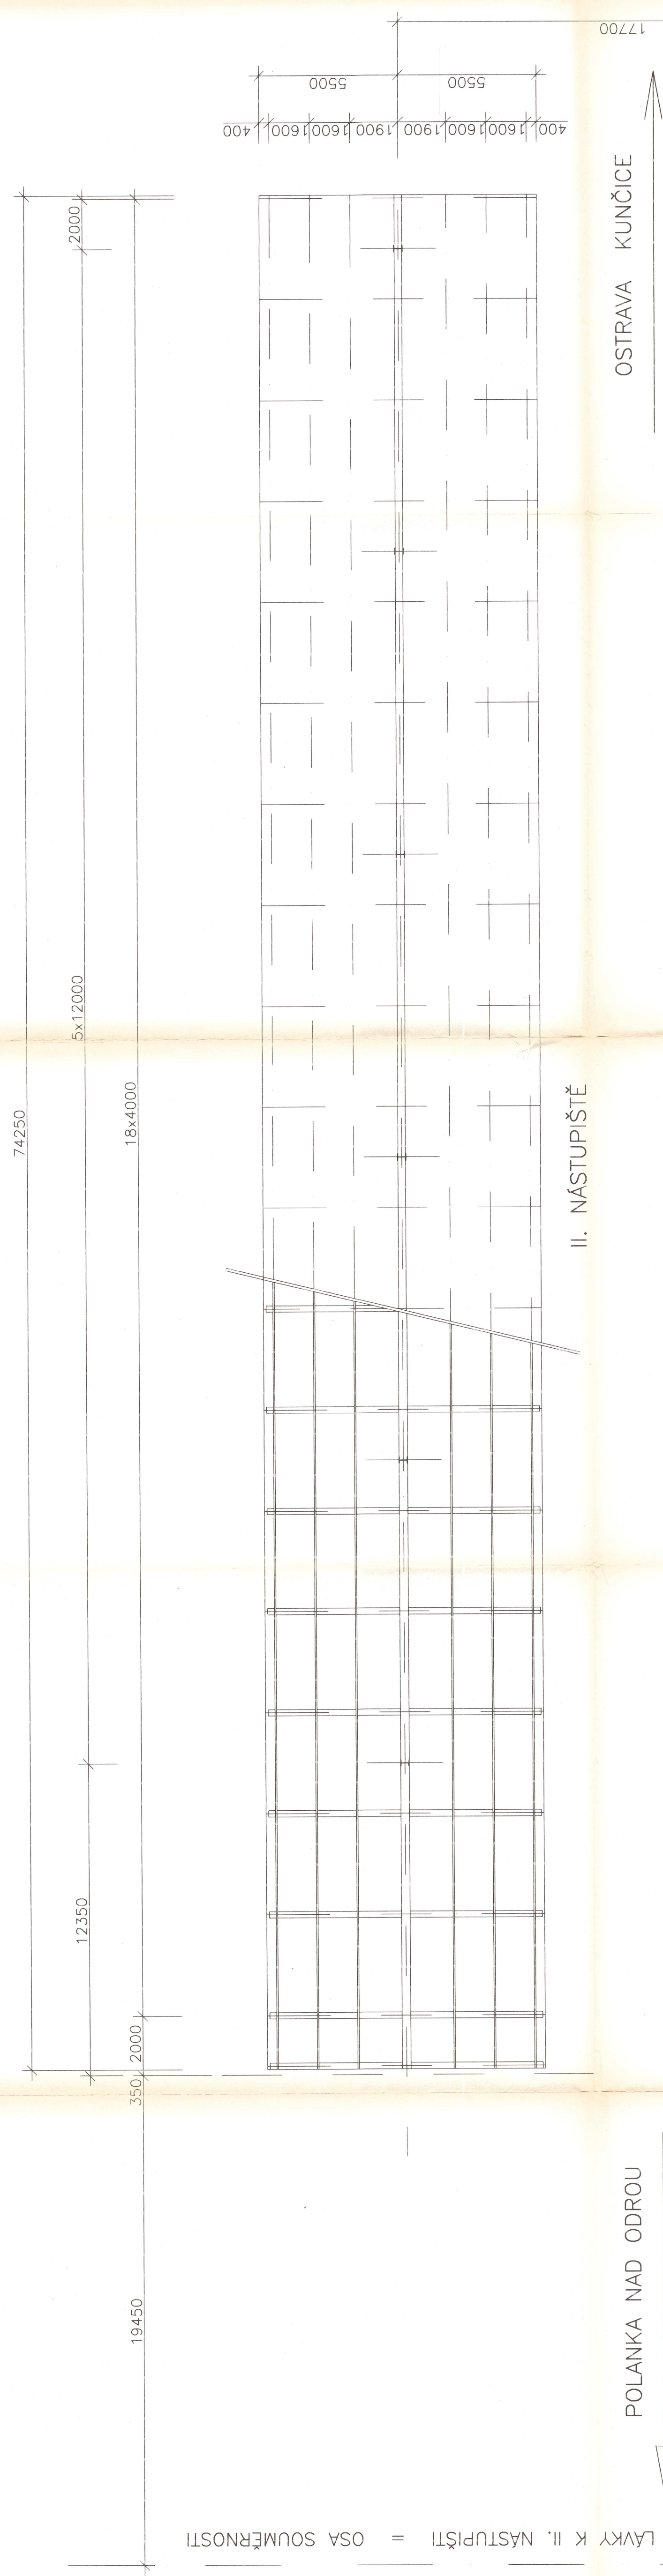 17700
5500 5500
400 1600 1600 1900 1900 1600 1600 400
2000
OSTRAVA KUNČICE
5x12000
74250
18x4000
II. NÁSTUPIŠTĚ
12350
2000
350
POLANKA NAD ODROU
19450
LÁVKY K II. NÁSTUPIŠTI = OSA SOUMĚRNOSTI